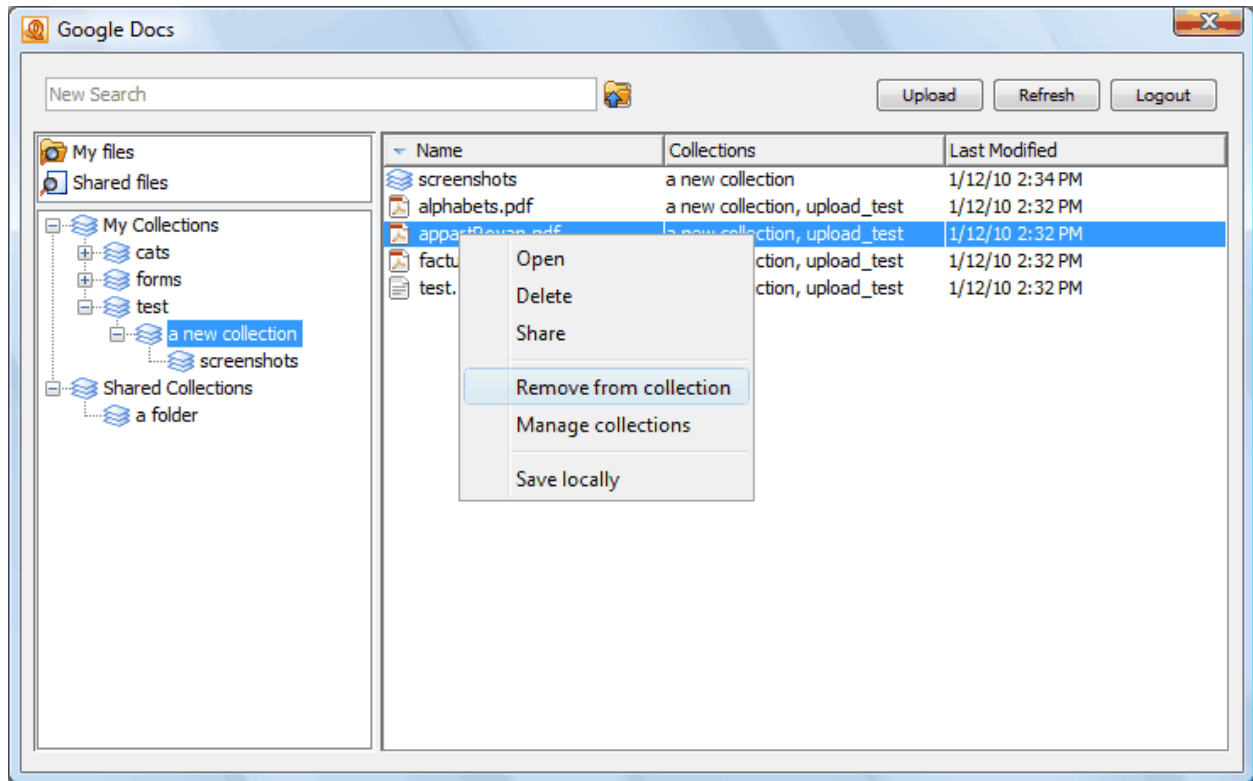 Google Docs
New Search
Upload Refresh Logout
My files
Shared files
My Collections
cats
forms
test
a new collection
screenshots
Shared Collections
a folder
Name Collections Last Modified
screenshots a new collection 1/12/10 2:34 PM
alphabets.pdf a new collection, upload_test 1/12/10 2:32 PM
a new collection, upload_test 1/12/10 2:32 PM
factu ction, upload_test 1/12/10 2:32 PM
test. ction, upload_test 1/12/10 2:32 PM
Open
Delete
Share
Remove from collection
Manage collections
Save locally